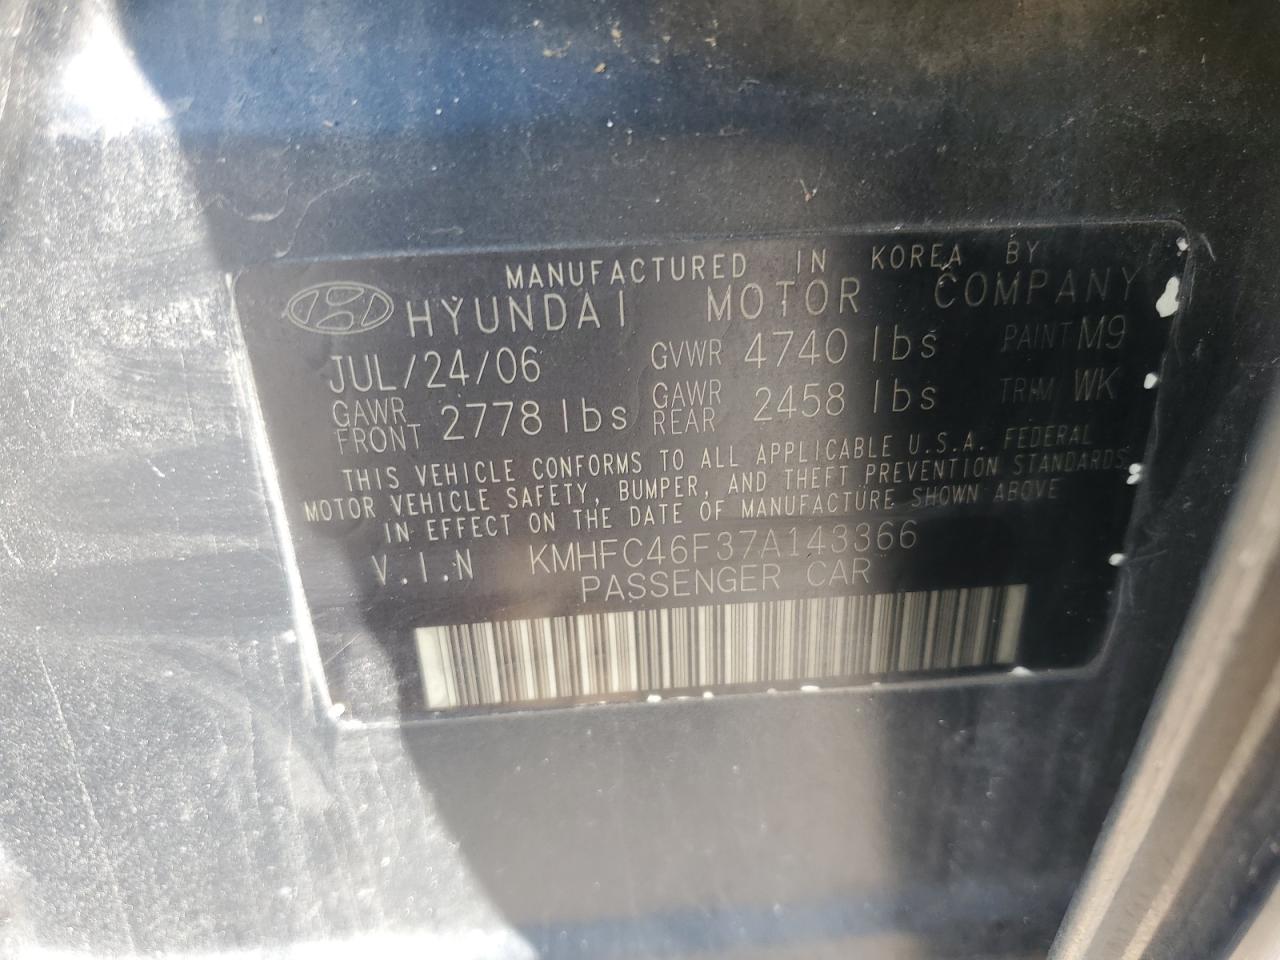 MANUFACTURED IN KOREA BY
HYUNDAI MOTOR COMPANY
JUL/24/06 GVWR 4740 lbs PAINT M9
GAWR FRONT 2778 lbs GAWR REAR 2458 lbs TRIM WK
THIS VEHICLE CONFORMS TO ALL APPLICABLE U.S.A. FEDERAL
MOTOR VEHICLE SAFETY, BUMPER, AND THEFT PREVENTION STANDARDS
IN EFFECT ON THE DATE OF MANUFACTURE SHOWN ABOVE
V.I.N KMHFC46F37A143366
PASSENGER CAR